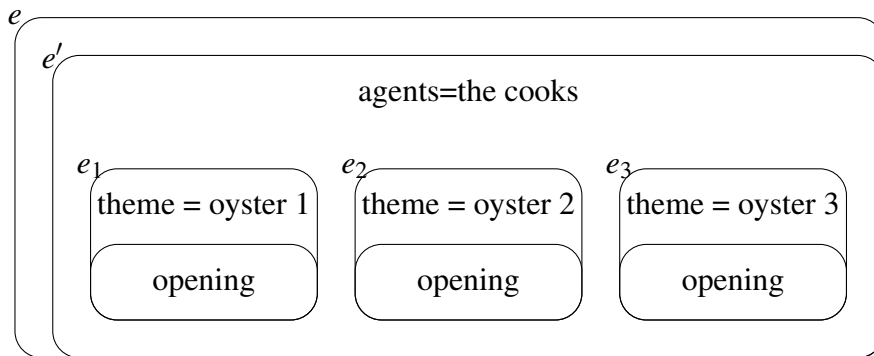 e
e′
agents=the cooks
e₁ e₂ e₃
theme = oyster 1 theme = oyster 2 theme = oyster 3
opening opening opening